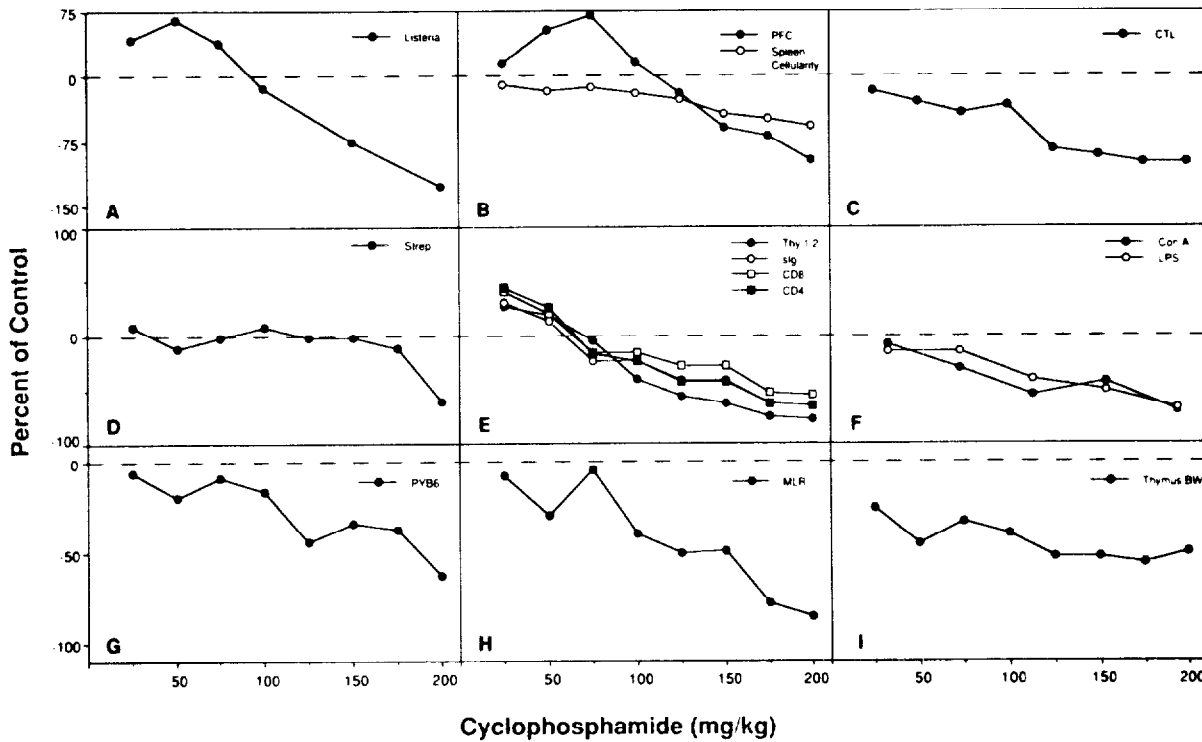 75
0
-75
-150
Listeria
A
PFC
Spleen
Cellularity
B
CTL
C
Percent of Control
100
0
-100
Strep
D
Thy 1.2
sIg
CD8
CD4
E
Con A
LPS
F
0
-50
-100
PYB6
G
MLR
H
Thymus BW
I
50 100 150 200
50 100 150 200
50 100 150 200
Cyclophosphamide (mg/kg)